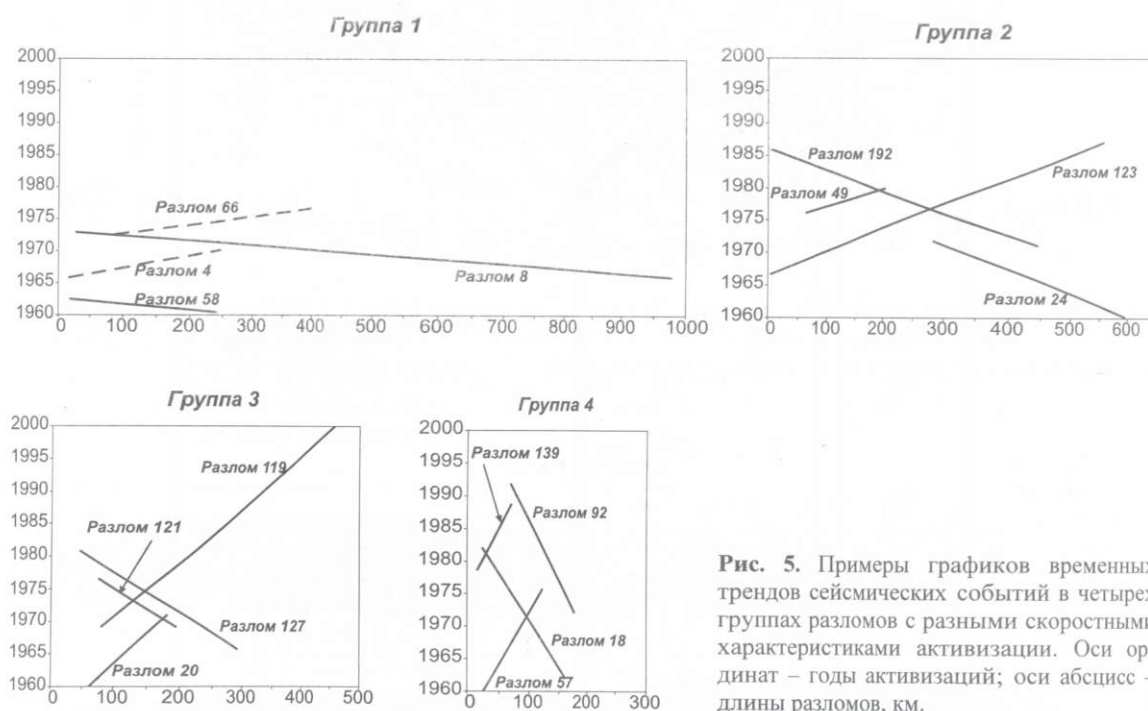 Группа 1
2000
1995
1990
1985
1980
1975
1970
1965
1960
Разлом 66
Разлом 4
Разлом 58
Разлом 8
0 100 200 300 400 500 600 700 800 900 1000
Группа 2
2000
1995
1990
1985
1980
1975
1970
1965
1960
Разлом 192
Разлом 123
Разлом 49
Разлом 24
0 100 200 300 400 500 600
Группа 3
2000
1995
1990
1985
1980
1975
1970
1965
1960
Разлом 119
Разлом 121
Разлом 127
Разлом 20
0 100 200 300 400 500
Группа 4
2000
1995
1990
1985
1980
1975
1970
1965
1960
Разлом 139
Разлом 92
Разлом 18
Разлом 57
0 100 200 300
Рис. 5. Примеры графиков временных
трендов сейсмических событий в четырех
группах разломов с разными скоростными
характеристиками активизации. Оси ор-
динат – годы активизаций; оси абсцисс –
длины разломов, км.